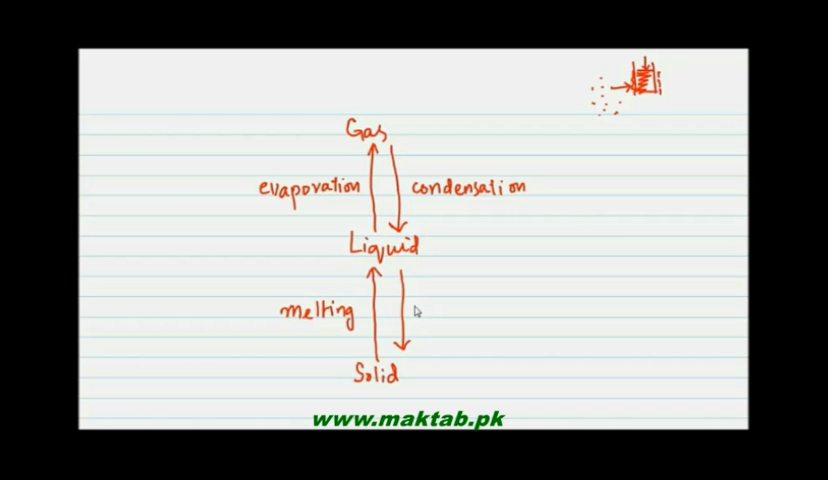 Gas
evaporation condensation
Liquid
melting
Solid
www.maktab.pk